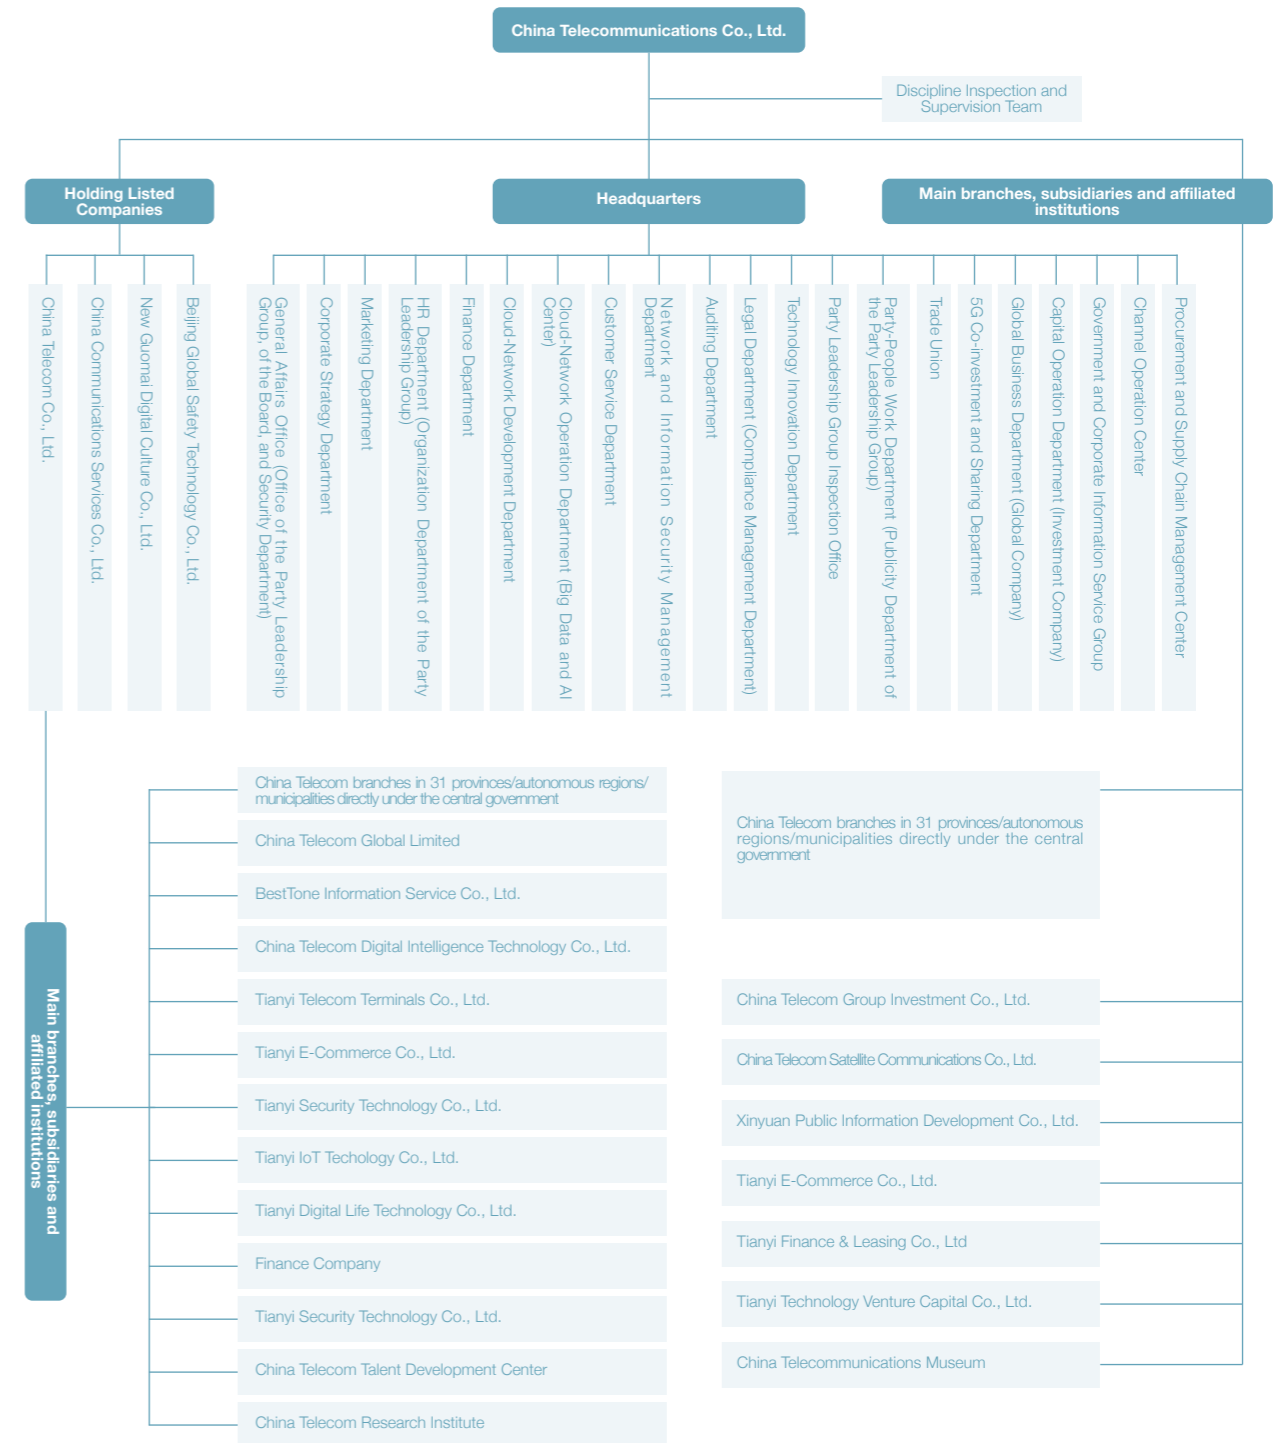 China Telecommunications Co., Ltd.
Discipline Inspection and
Supervision Team
Holding Listed
Companies
Headquarters
Main branches, subsidiaries and affiliated
institutions
China Telecom Co., Ltd.
China Communications Services Co., Ltd.
New Guomai Digital Culture Co., Ltd.
Beijing Global Safety Technology Co., Ltd.
General Affairs Office (Office of the Party Leadership
Group, of the Board, and Security Department)
Corporate Strategy Department
Marketing Department
HR Department (Organization Department of the Party
Leadership Group)
Finance Department
Cloud-Network Development Department
Cloud-Network Operation Department (Big Data and AI
Center)
Customer Service Department
Network and Information Security Management
Department
Auditing Department
Legal Department (Compliance Management Department)
Technology Innovation Department
Party Leadership Group Inspection Office
Party-People Work Department (Publicity Department of
the Party Leadership Group)
Trade Union
5G Co-investment and Sharing Department
Global Business Department (Global Company)
Capital Operation Department (Investment Company)
Government and Corporate Information Service Group
Channel Operation Center
Procurement and Supply Chain Management Center
Main branches, subsidiaries and
affiliated institutions
China Telecom branches in 31 provinces/autonomous regions/
municipalities directly under the central government
China Telecom Global Limited
BestTone Information Service Co., Ltd.
China Telecom Digital Intelligence Technology Co., Ltd.
Tianyi Telecom Terminals Co., Ltd.
Tianyi E-Commerce Co., Ltd.
Tianyi Security Technology Co., Ltd.
Tianyi IoT Techology Co., Ltd.
Tianyi Digital Life Technology Co., Ltd.
Finance Company
Tianyi Security Technology Co., Ltd.
China Telecom Talent Development Center
China Telecom Research Institute
China Telecom branches in 31 provinces/autonomous
regions/municipalities directly under the central
government
China Telecom Group Investment Co., Ltd.
China Telecom Satellite Communications Co., Ltd.
Xinyuan Public Information Development Co., Ltd.
Tianyi E-Commerce Co., Ltd.
Tianyi Finance & Leasing Co., Ltd
Tianyi Technology Venture Capital Co., Ltd.
China Telecommunications Museum